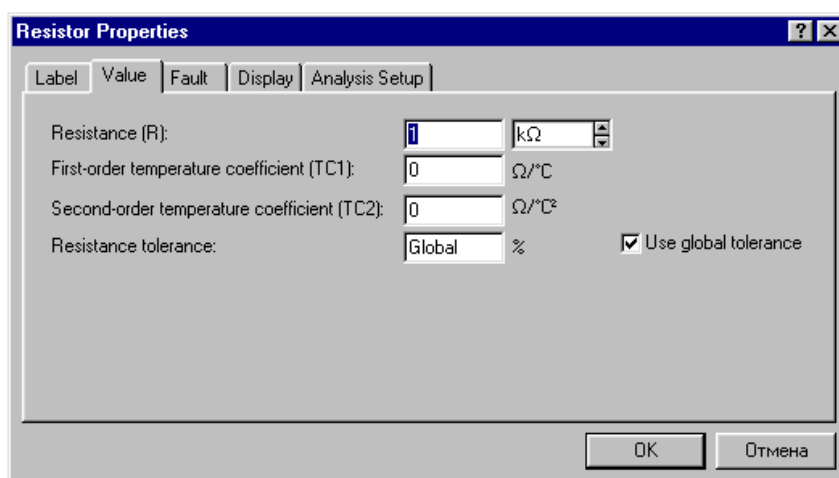 Resistor Properties
Label Value Fault Display Analysis Setup
Resistance (R): 1 kΩ
First-order temperature coefficient (TC1): 0 Ω/°C
Second-order temperature coefficient (TC2): 0 Ω/°C²
Resistance tolerance: Global % Use global tolerance
OK Отмена